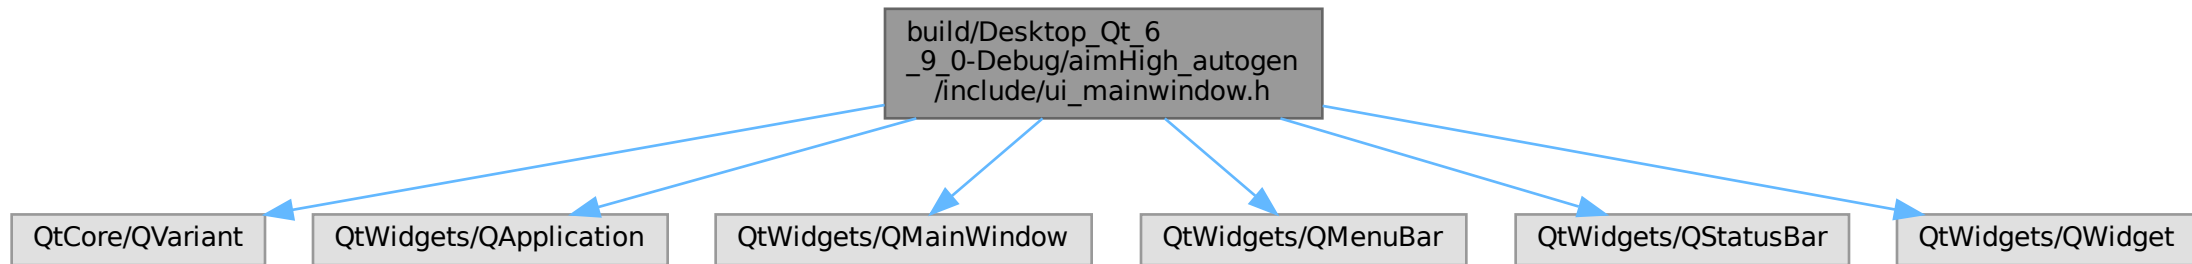 build/Desktop_Qt_6
_9_0-Debug/aimHigh_autogen
/include/ui_mainwindow.h
QtCore/QVariant
QtWidgets/QApplication
QtWidgets/QMainWindow
QtWidgets/QMenuBar
QtWidgets/QStatusBar
QtWidgets/QWidget